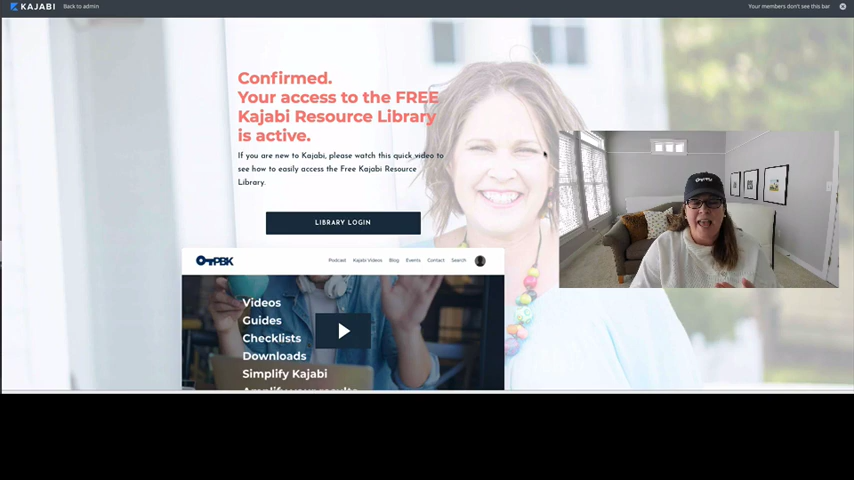 KAJABI
Back to admin
Your members don't see this bar
Confirmed.
Your access to the FREE
Kajabi Resource Library
is active.
If you are new to Kajabi, please watch this quick video to
see how to easily access the Free Kajabi Resource
Library.
LIBRARY LOGIN
PBK
Podcast
Kajabi Videos
Blog
Events
Contact
Search
Videos
Guides
Checklists
Downloads
Simplify Kajabi